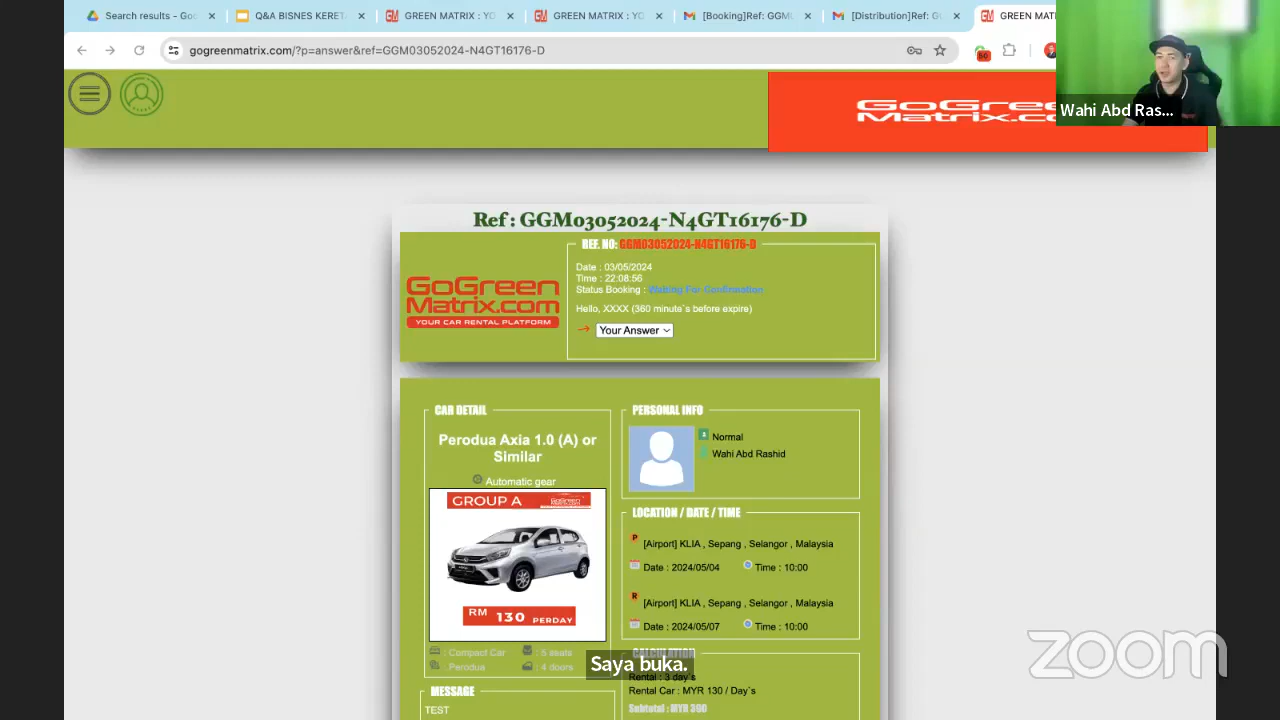 Search results - Goo
Q&A BISNES KERETA
GREEN MATRIX : YO
GREEN MATRIX : YO
[Booking]Ref: GGM
[Distribution]Ref: G
GREEN MAT
gogreenmatrix.com/?p=answer&ref=GGM03052024-N4GT16176-D
50
Wahi Abd Ras...
GoGree
Matrix.c
Ref : GGM03052024-N4GT16176-D
REF. NO: GGM03052024-N4GT16176-D
Date : 03/05/2024
Time : 22:08:56
Status Booking : Waiting For Confirmation
Hello, XXXX (360 minute`s before expire)
Your Answer
GoGreen
Matrix.com
YOUR CAR RENTAL PLATFORM
CAR DETAIL
Perodua Axia 1.0 (A) or
Similar
Automatic gear
GROUP A
RM 130 PERDAY
: Compact Car : 5 seats
: Perodua : 4 doors
MESSAGE
TEST
PERSONAL INFO
Normal
Wahi Abd Rashid
LOCATION / DATE / TIME
P [Airport] KLIA , Sepang , Selangor , Malaysia
Date : 2024/05/04 Time : 10:00
R [Airport] KLIA , Sepang , Selangor , Malaysia
Date : 2024/05/07 Time : 10:00
CALCULATION
Rental : 3 day`s
Rental Car : MYR 130 / Day`s
Subtotal : MYR 390
Saya buka.
zoom